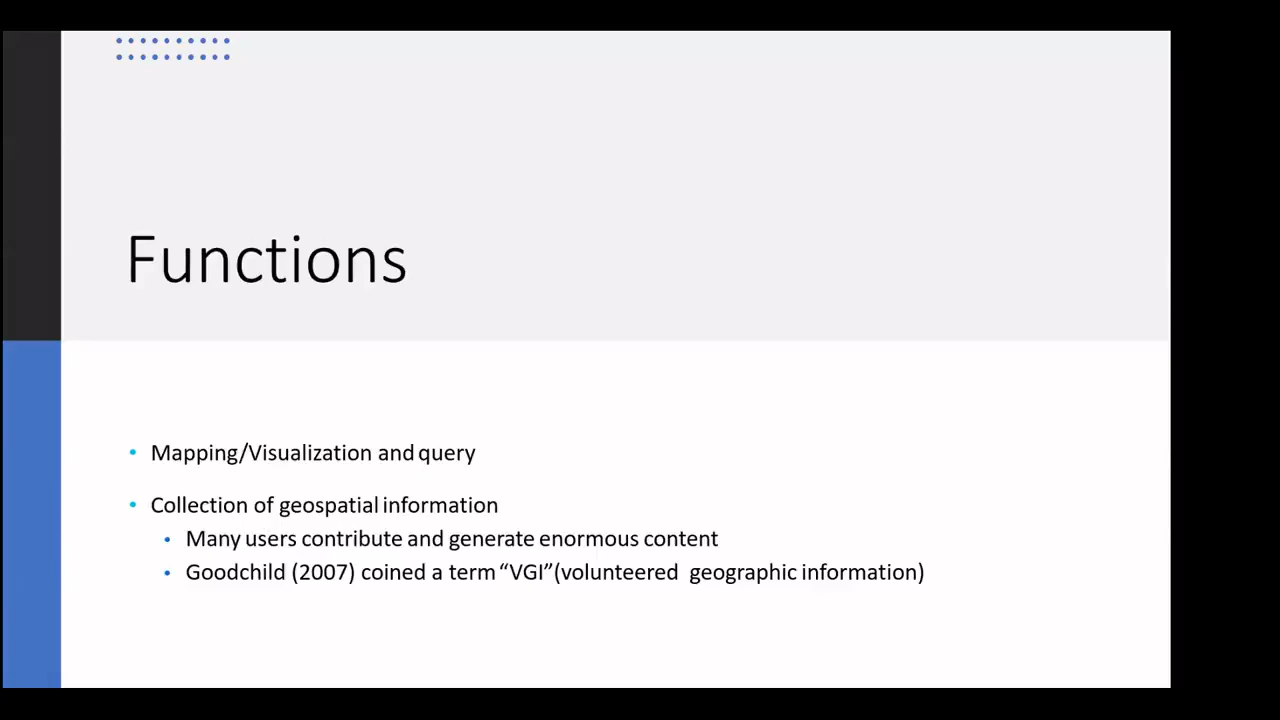 Functions
Mapping/Visualization and query
Collection of geospatial information
Many users contribute and generate enormous content
Goodchild (2007) coined a term “VGI”(volunteered geographic information)